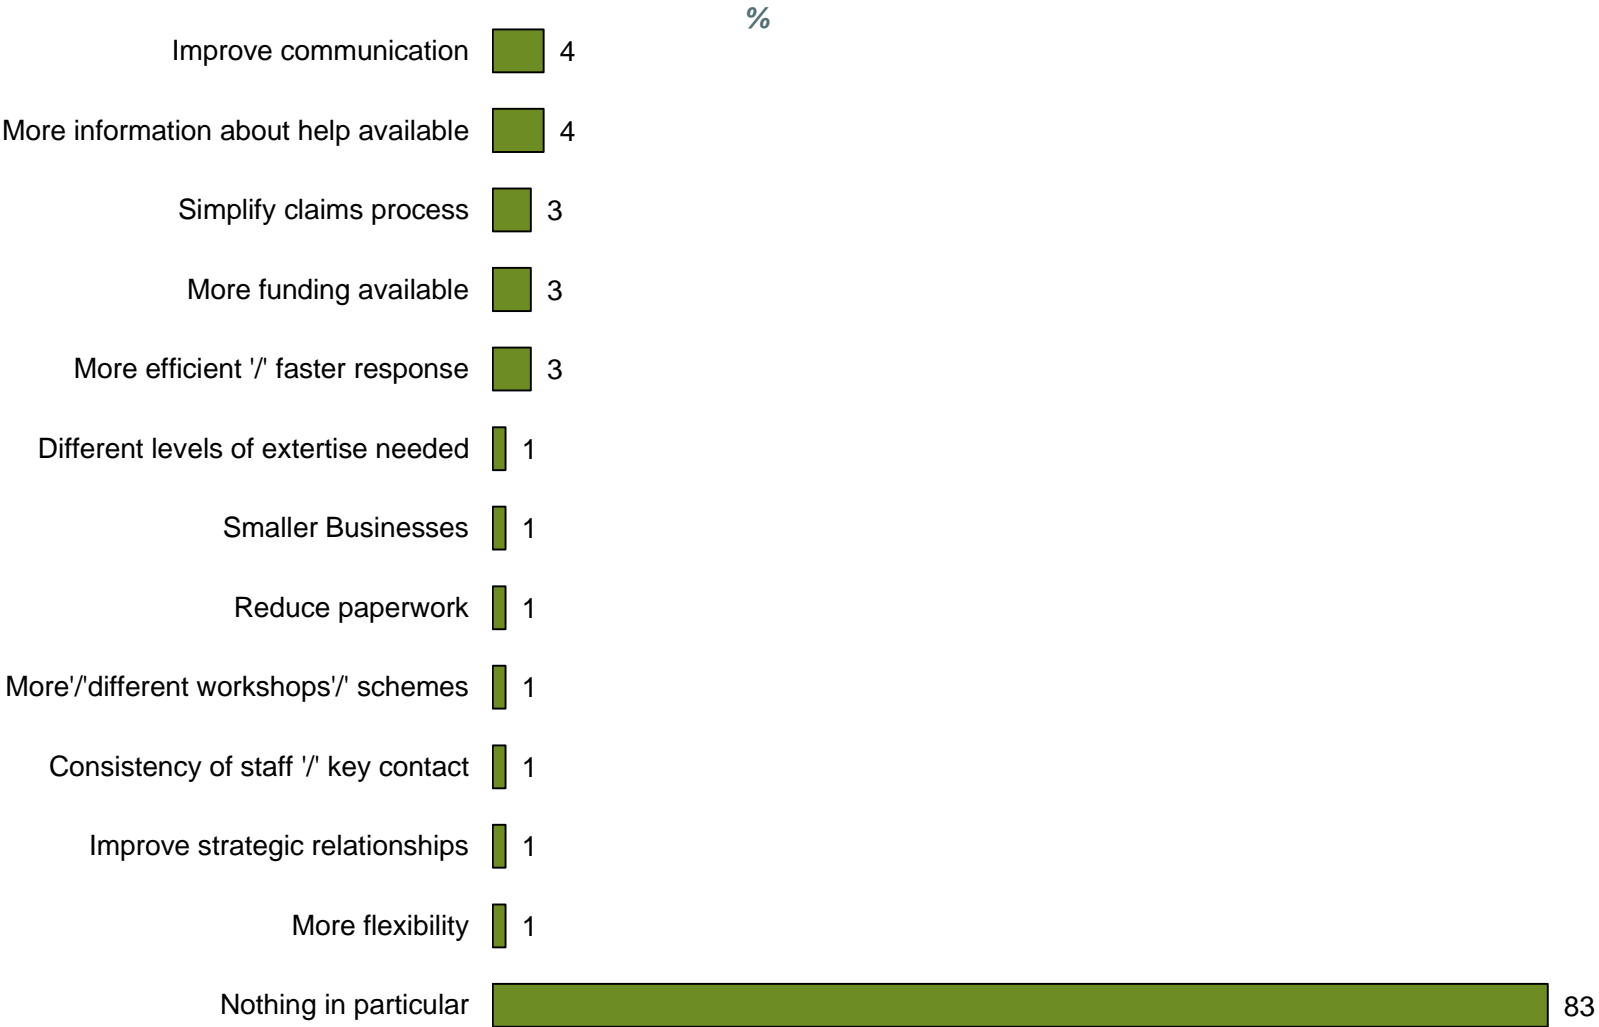 %
Improve communication 4
More information about help available 4
Simplify claims process 3
More funding available 3
More efficient '/' faster response 3
Different levels of extertise needed 1
Smaller Businesses 1
Reduce paperwork 1
More'/'different workshops'/' schemes 1
Consistency of staff '/' key contact 1
Improve strategic relationships 1
More flexibility 1
Nothing in particular 83